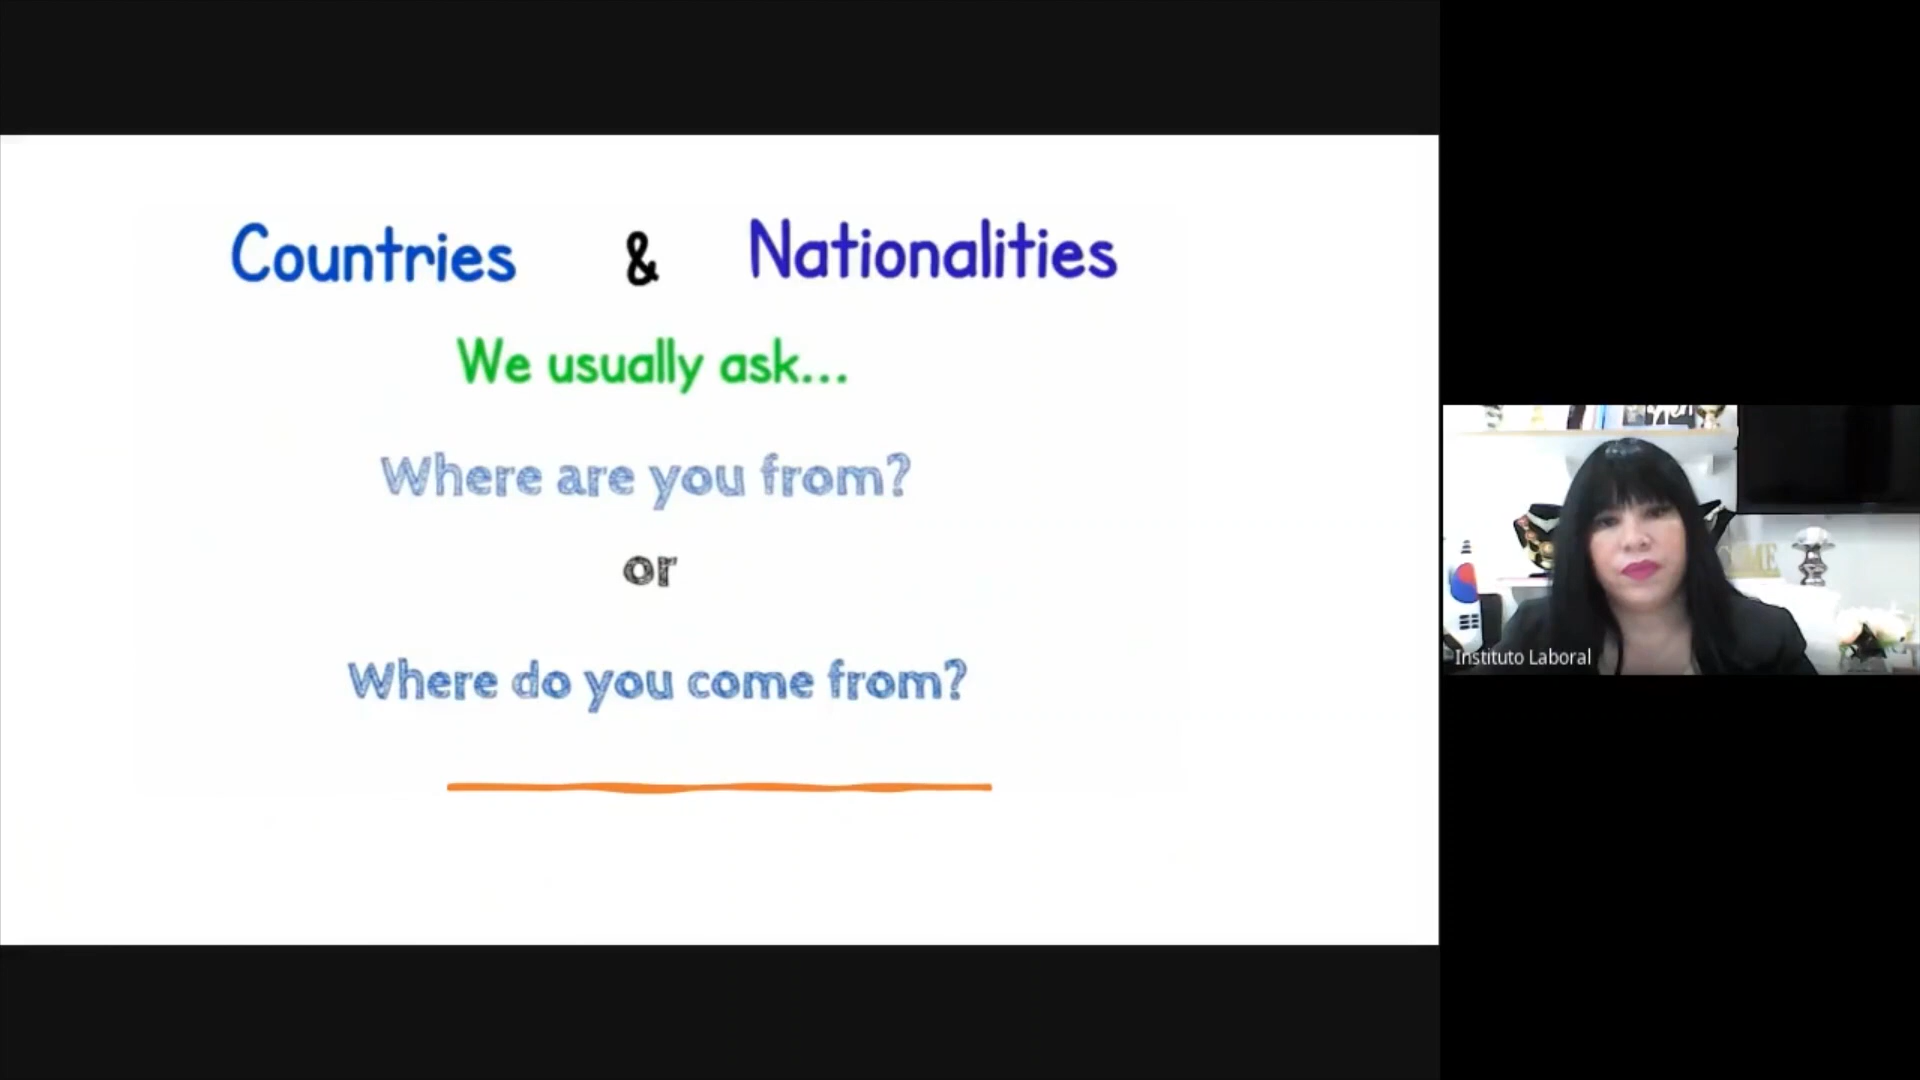 Countries & Nationalities
We usually ask...
Where are you from?
or
Where do you come from?
Instituto Laboral